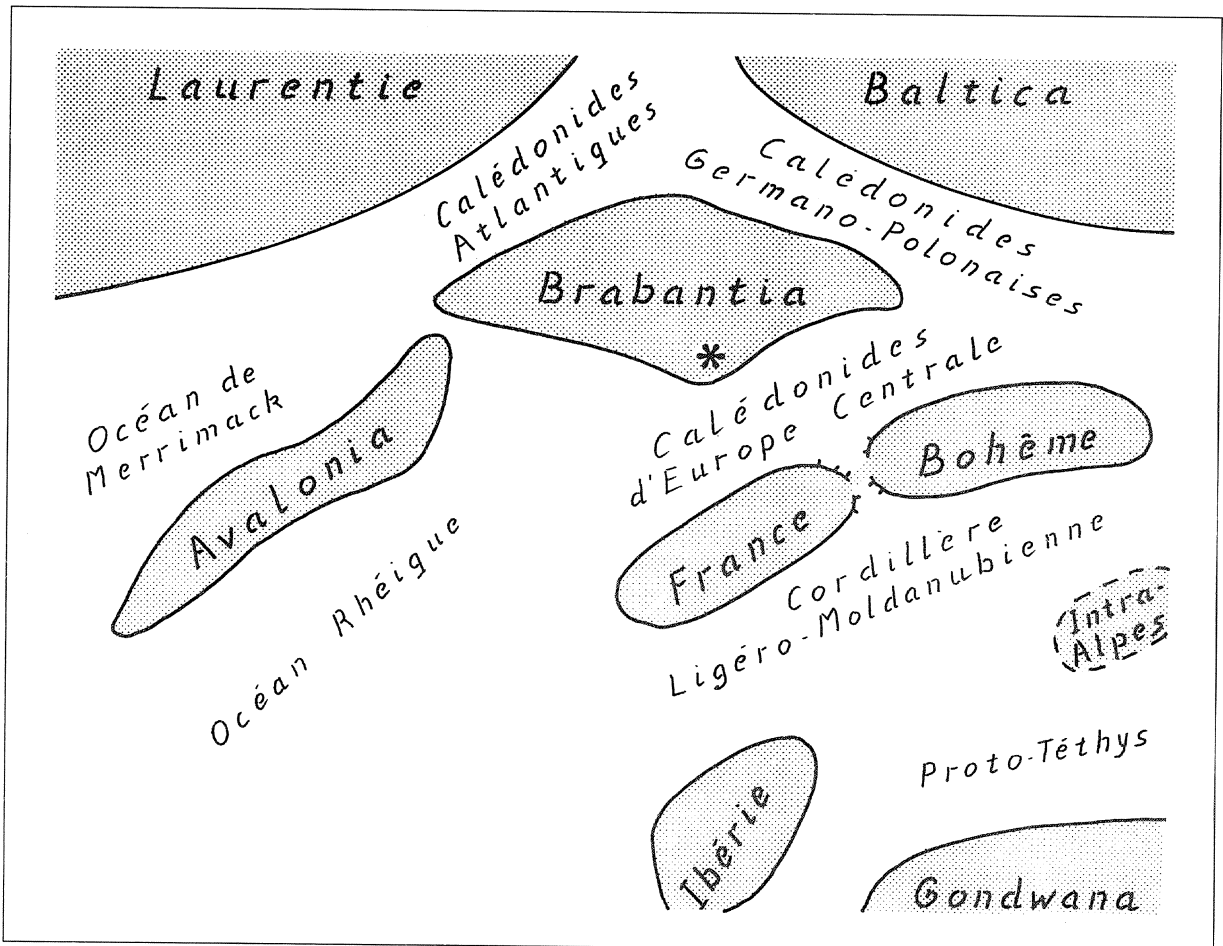 Laurentie
Baltica
Calédonides
Atlantiques
Calédonides
Germano-Polonaises
Brabantia
*
Océan de
Merrimack
Avalonia
Calédonides
d'Europe Centrale
Bohême
France
Océan Rhéique
Cordillère
Ligéro-Moldanubienne
Intra-
Alpes
Proto-Téthys
Ibérie
Gondwana